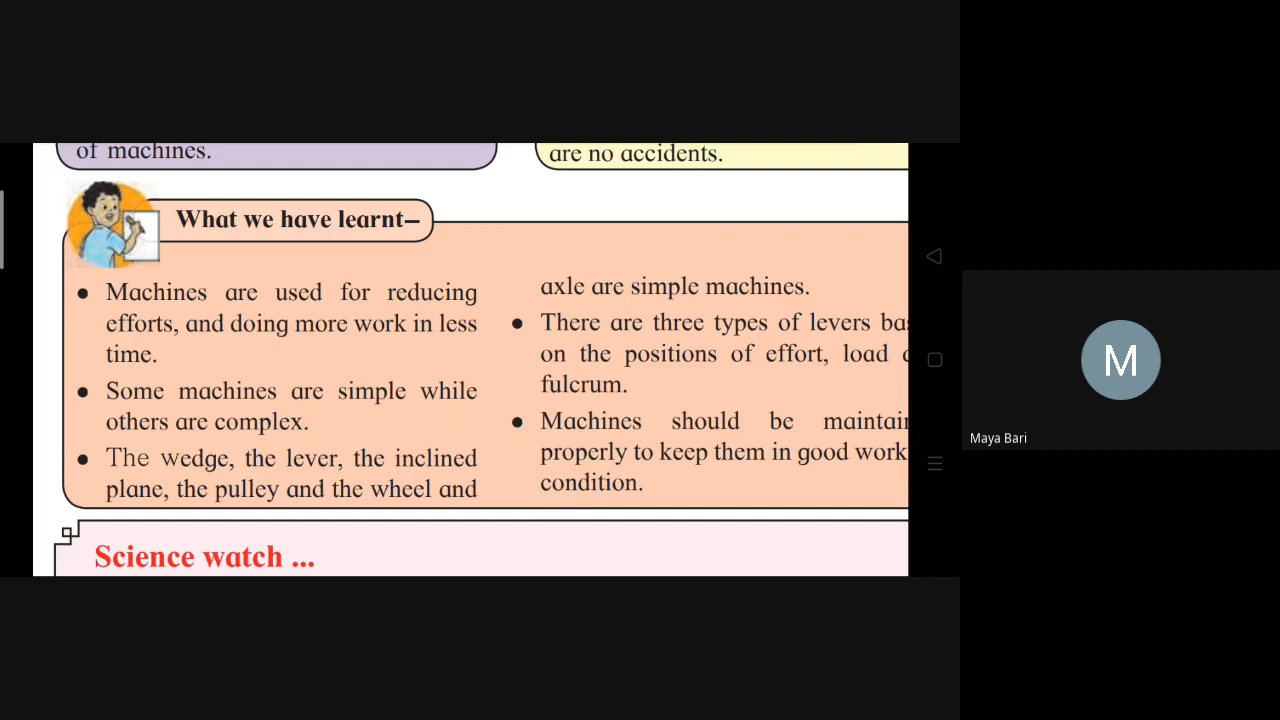 of machines.
are no accidents.
What we have learnt–
● Machines are used for reducing
efforts, and doing more work in less
time.
● Some machines are simple while
others are complex.
● The wedge, the lever, the inclined
plane, the pulley and the wheel and
axle are simple machines.
● There are three types of levers
on the positions of effort, load
fulcrum.
● Machines should be
properly to keep them in good
condition.
Science watch ...
M
Maya Bari